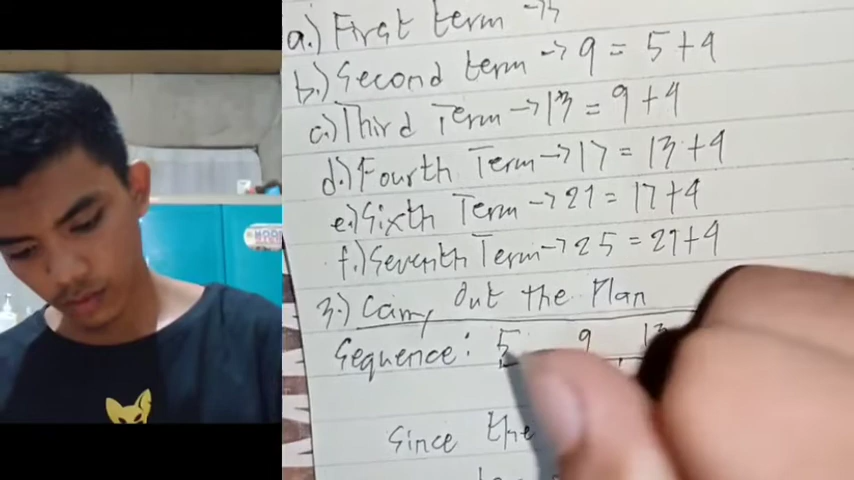 a.) First term → 5
b.) Second term → 9 = 5+4
c.) Third Term → 13 = 9+4
d.) Fourth Term → 17 = 13+4
e.) Sixth Term → 21 = 17+4
f.) Seventh Term → 25 = 21+4
3.) Carry Out the Plan
Sequence: 5 9 13
Since the